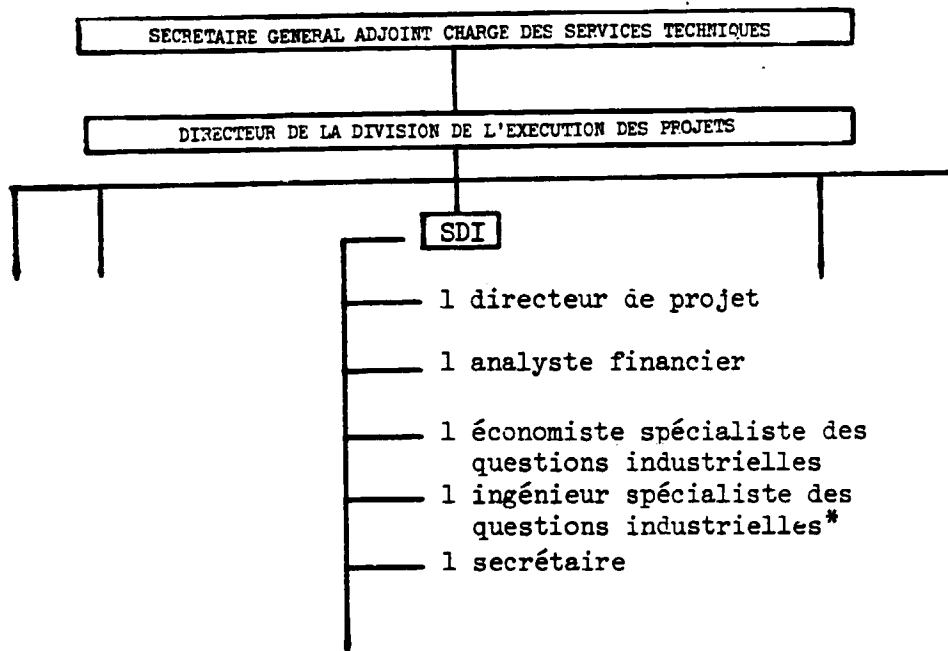 SECRETAIRE GENERAL ADJOINT CHARGE DES SERVICES TECHNIQUES
DIRECTEUR DE LA DIVISION DE L'EXECUTION DES PROJETS
SDI
1 directeur de projet
1 analyste financier
1 économiste spécialiste des
questions industrielles
1 ingénieur spécialiste des
questions industrielles*
1 secrétaire